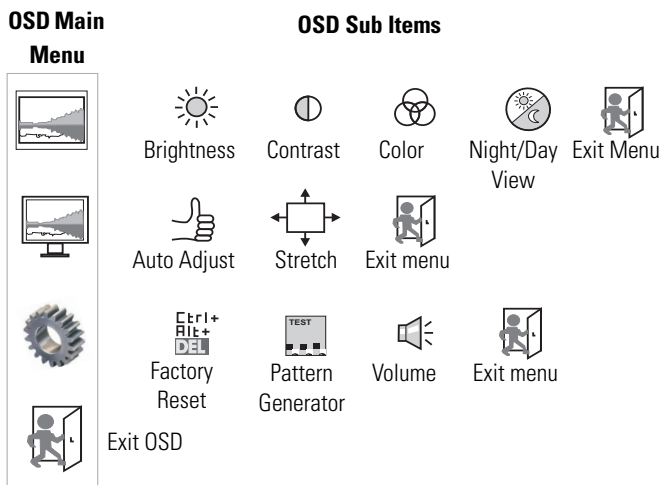 OSD Main
Menu
OSD Sub Items
Brightness
Contrast
Color
Night/Day
View
Exit Menu
Auto Adjust
Stretch
Exit menu
Ctrl+
Alt+
DEL
TEST
Factory
Reset
Pattern
Generator
Volume
Exit menu
Exit OSD